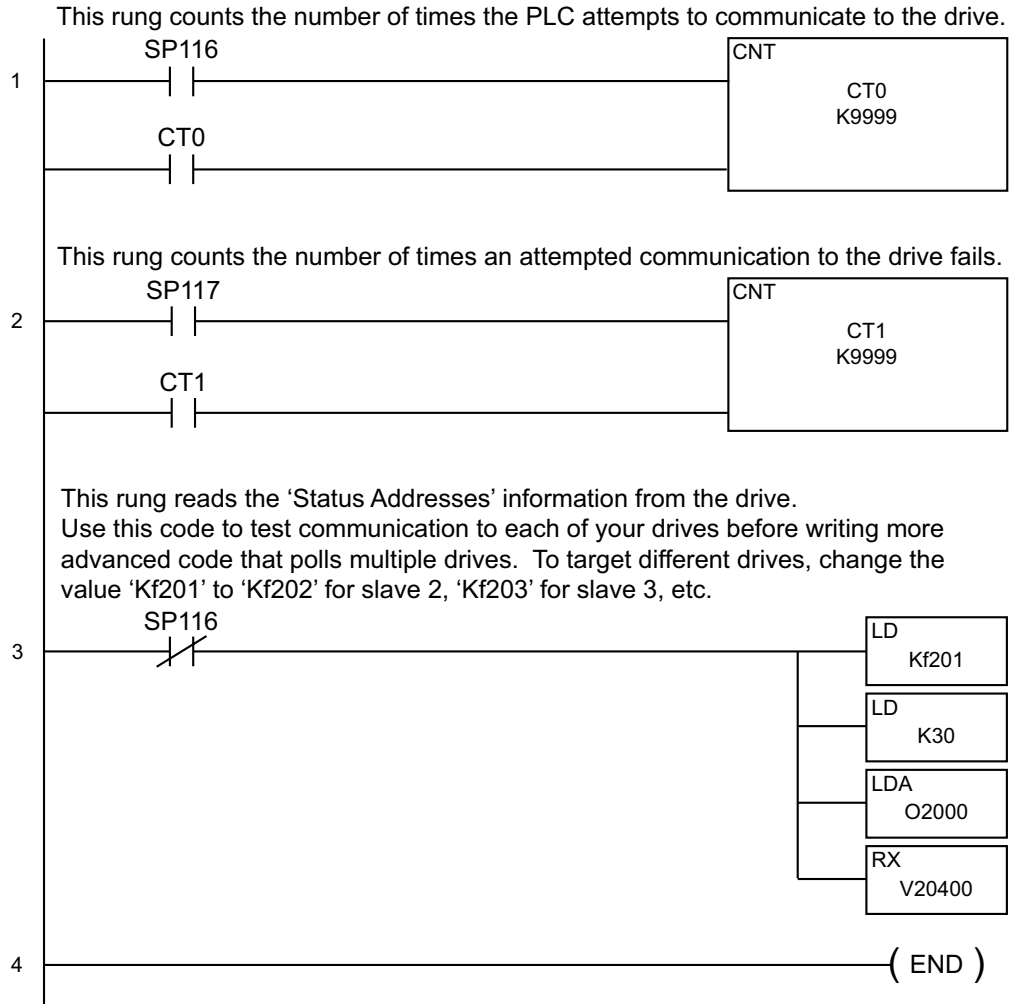 This rung counts the number of times the PLC attempts to communicate to the drive.
SP116
CNT
1
CT0
K9999
CT0
This rung counts the number of times an attempted communication to the drive fails.
SP117
CNT
2
CT1
K9999
CT1
This rung reads the ‘Status Addresses’ information from the drive.
Use this code to test communication to each of your drives before writing more
advanced code that polls multiple drives.  To target different drives, change the
value ‘Kf201’ to ‘Kf202’ for slave 2, ‘Kf203’ for slave 3, etc.
SP116
3
LD
Kf201
LD
K30
LDA
O2000
RX
V20400
4
( END )